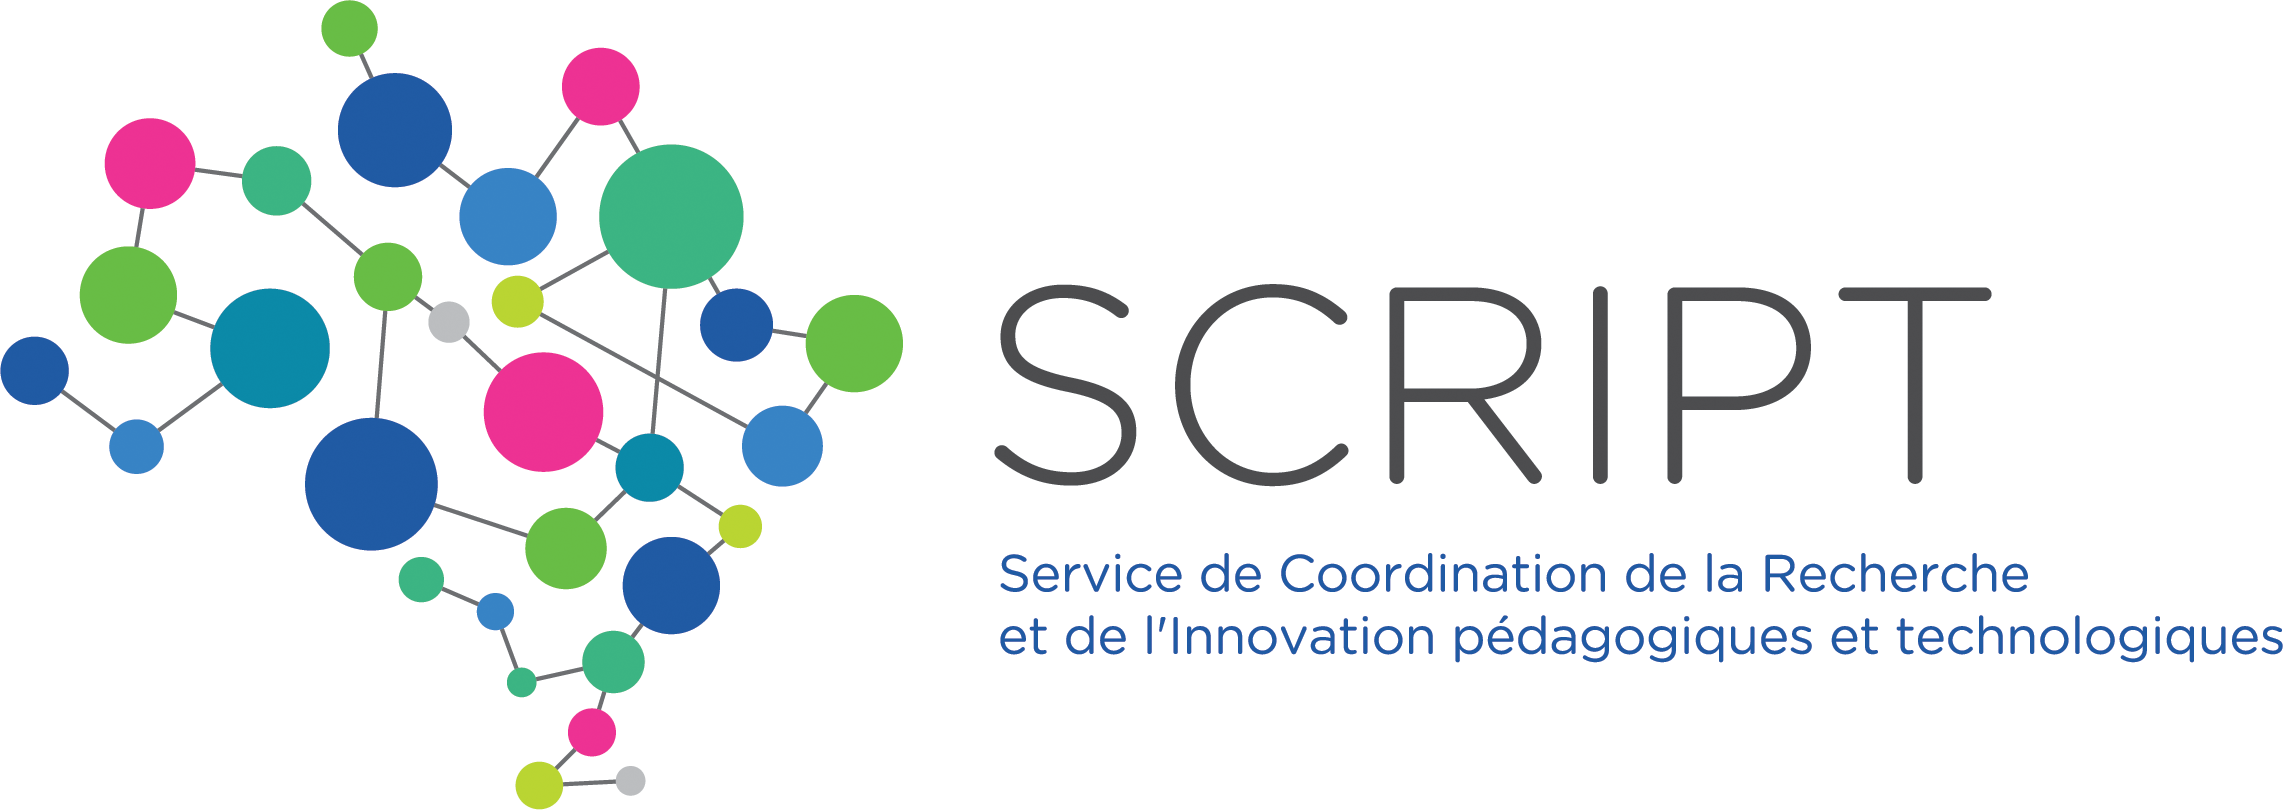 SCRIPT
Service de Coordination de la Recherche
et de l'Innovation pédagogiques et technologiques